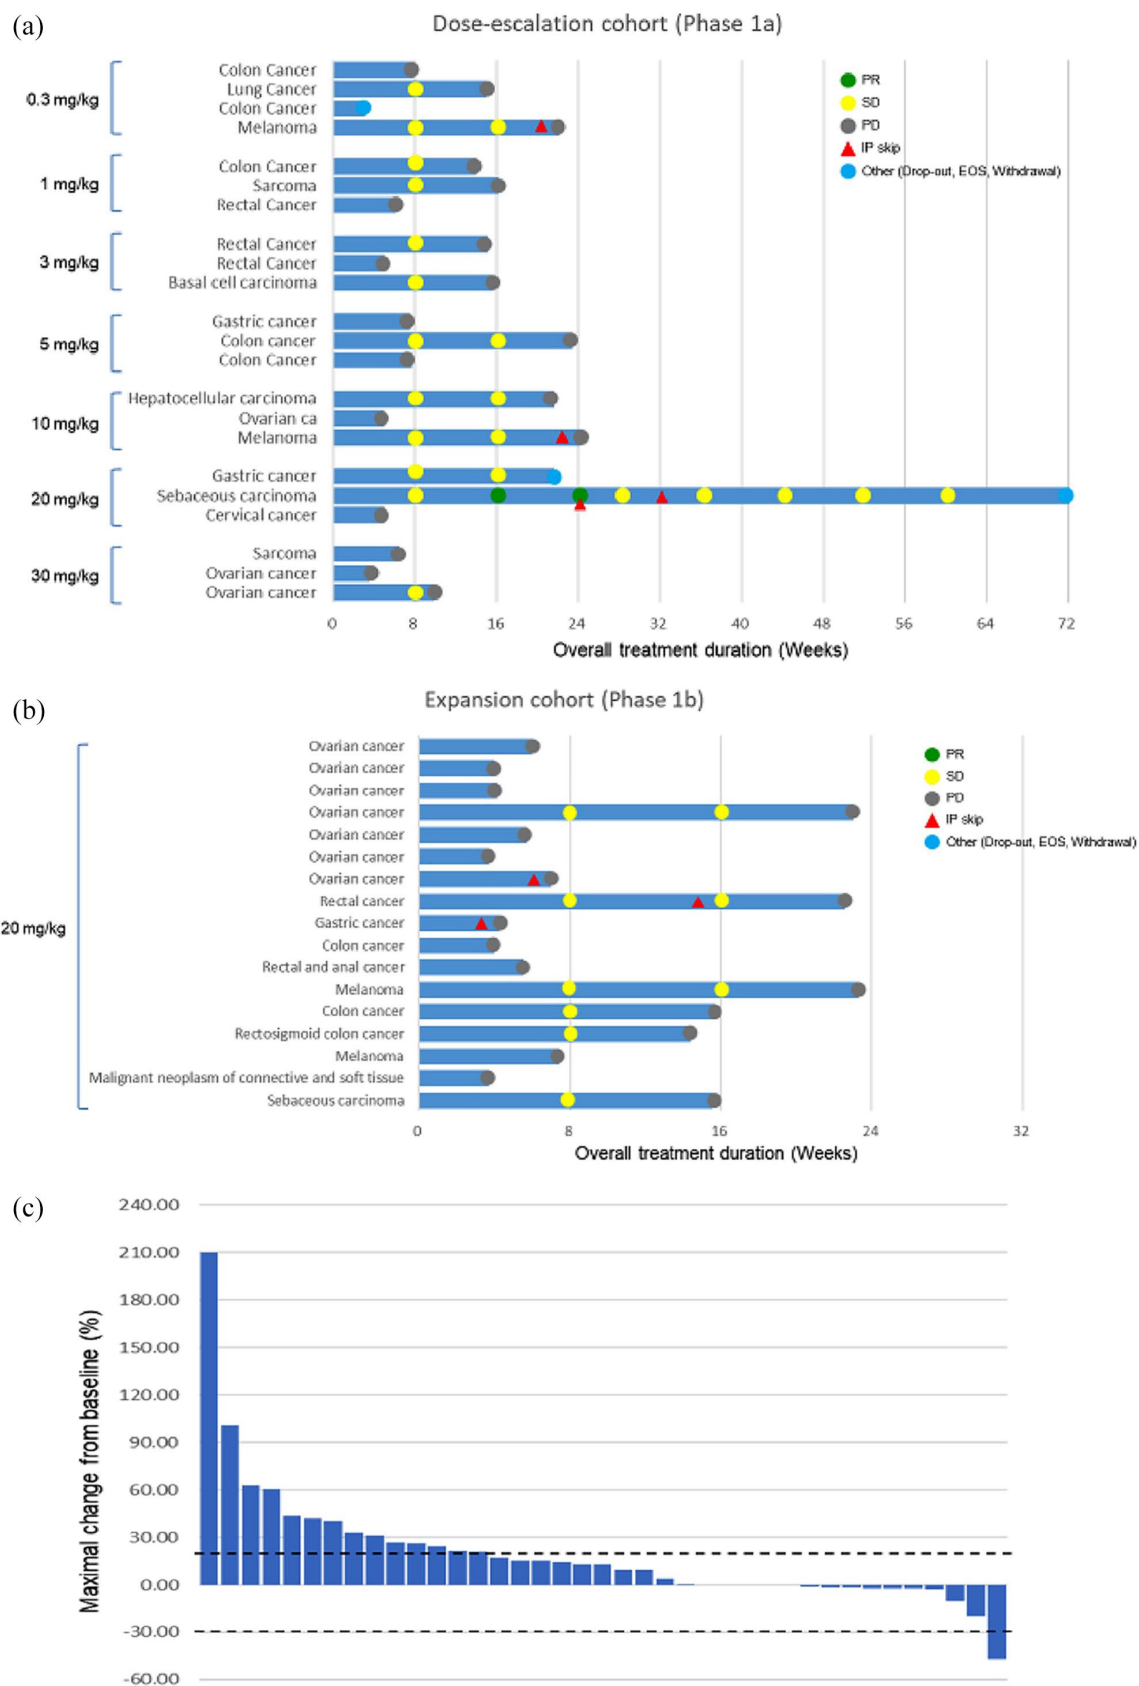 (a)
Dose-escalation cohort (Phase 1a)
0.3 mg/kg
Colon Cancer
Lung Cancer
Colon Cancer
Melanoma
1 mg/kg
Colon Cancer
Sarcoma
Rectal Cancer
3 mg/kg
Rectal Cancer
Rectal Cancer
Basal cell carcinoma
5 mg/kg
Gastric cancer
Colon cancer
Colon Cancer
10 mg/kg
Hepatocellular carcinoma
Ovarian ca
Melanoma
20 mg/kg
Gastric cancer
Sebaceous carcinoma
Cervical cancer
30 mg/kg
Sarcoma
Ovarian cancer
Ovarian cancer
PR
SD
PD
IP skip
Other (Drop-out, EOS, Withdrawal)
0 8 16 24 32 40 48 56 64 72
Overall treatment duration (Weeks)
(b)
Expansion cohort (Phase 1b)
20 mg/kg
Ovarian cancer
Ovarian cancer
Ovarian cancer
Ovarian cancer
Ovarian cancer
Ovarian cancer
Ovarian cancer
Rectal cancer
Gastric cancer
Colon cancer
Rectal and anal cancer
Melanoma
Colon cancer
Rectosigmoid colon cancer
Melanoma
Malignant neoplasm of connective and soft tissue
Sebaceous carcinoma
PR
SD
PD
IP skip
Other (Drop-out, EOS, Withdrawal)
0 8 16 24 32
Overall treatment duration (Weeks)
(c)
Maximal change from baseline (%)
240.00
210.00
180.00
150.00
120.00
90.00
60.00
30.00
0.00
-30.00
-60.00